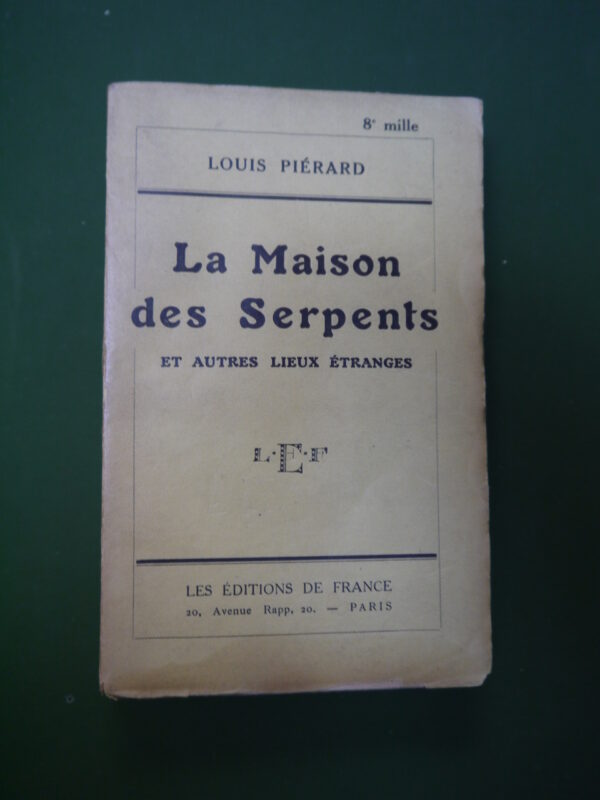 8e mille
LOUIS PIÉRARD
La Maison
des Serpents
ET AUTRES LIEUX ÉTRANGES
L·E·F
LES ÉDITIONS DE FRANCE
20, Avenue Rapp, 20. — PARIS